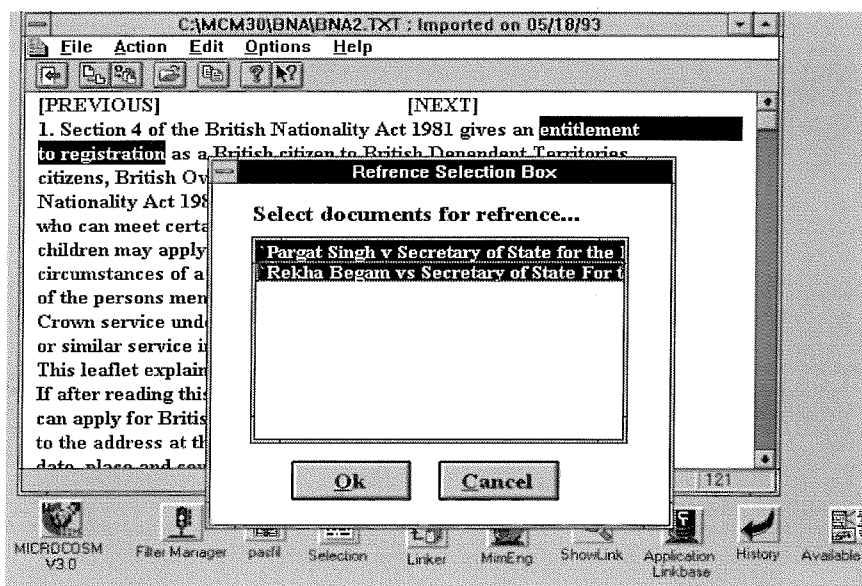 C:\MCM30\BNA\BNA2.TXT : Imported on 05/18/93
File Action Edit Options Help
[PREVIOUS] [NEXT]
1. Section 4 of the British Nationality Act 1981 gives an entitlement
to registration as a British citizen to British Dependent Territories
citizens, British Ov
Nationality Act 198
who can meet certa
children may apply
circumstances of a
of the persons men
Crown service und
or similar service i
This leaflet explain
If after reading this
can apply for Britis
to the address at th
date, place and
121
Refrence Selection Box
Select documents for refrence...
`Pargat Singh v Secretary of State for the
`Rekha Begam vs Secretary of State For t
Ok Cancel
MICROCOSM V3.0
Filter Manager
pasfil
Selection
Linker
MimEng
ShowLink
Application Linkbase
History
Available